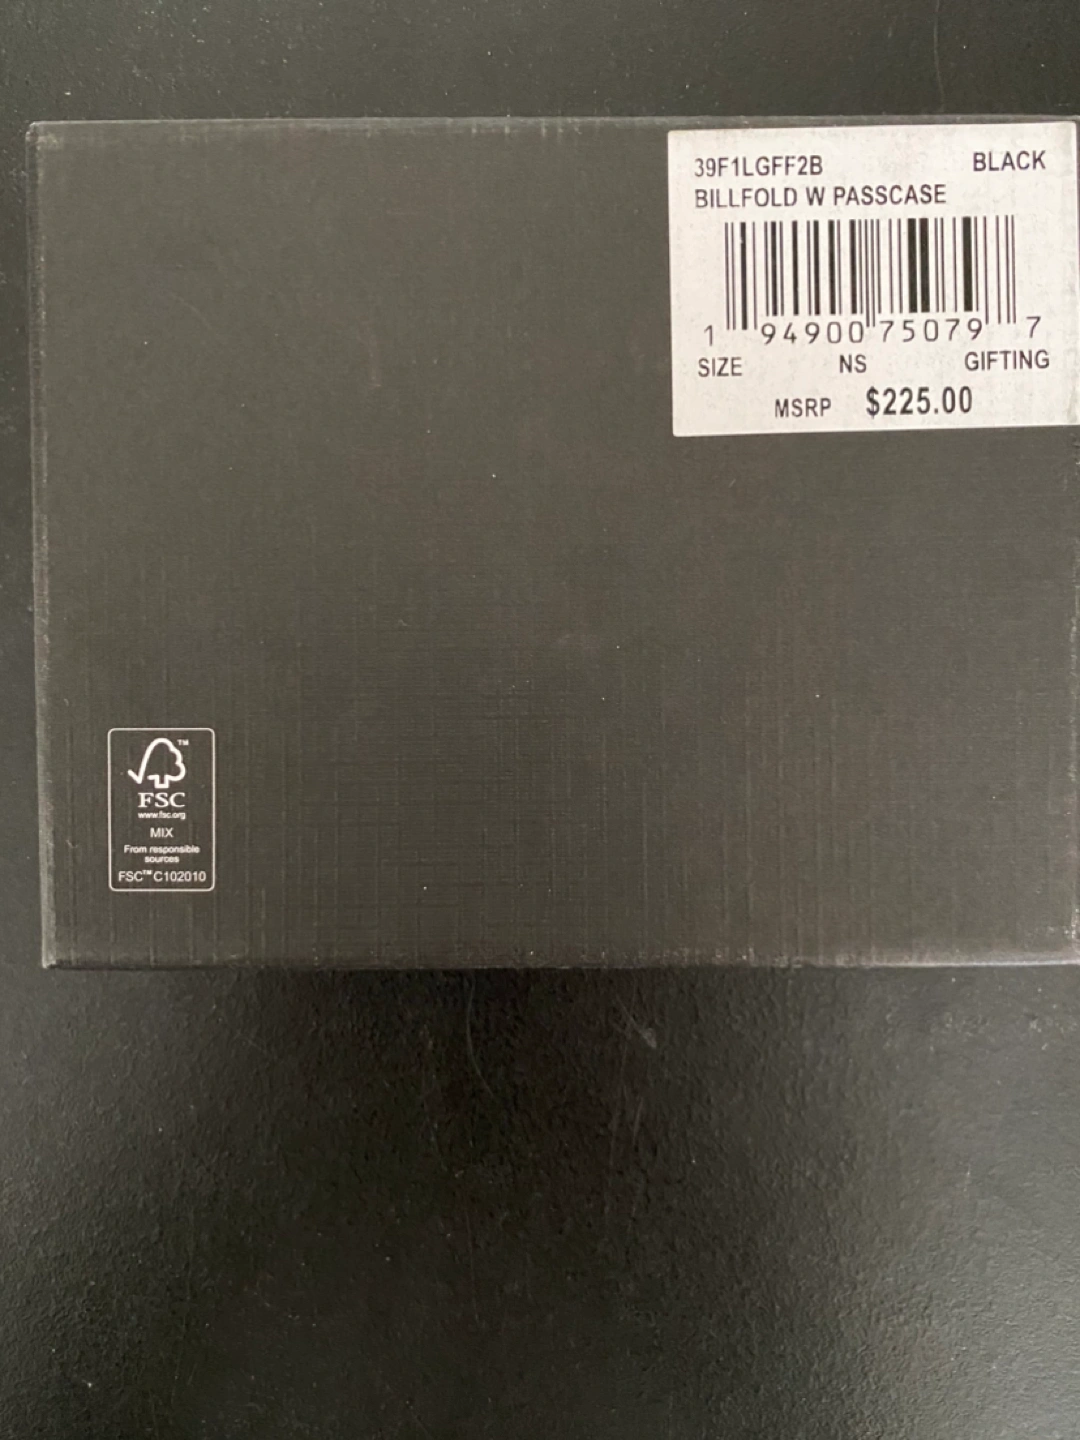 39F1LGFF2B BLACK
BILLFOLD W PASSCASE
1 94900 75079 7
SIZE NS GIFTING
MSRP $225.00
TM
FSC
www.fsc.org
MIX
From responsible
sources
FSC™ C102010